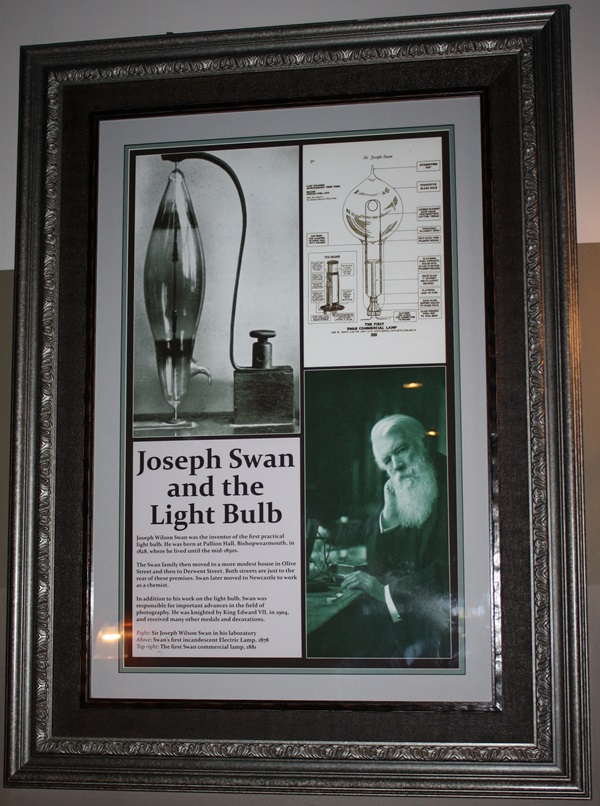 Sir Joseph Swan
THE FIRST
SWAN COMMERCIAL LAMP
Joseph Swan
and the
Light Bulb
Joseph Wilson Swan was the inventor of the first practical
light bulb. He was born at Pallion Hall, Bishopwearmouth, in
1828, where he lived until the mid 1830s.
The Swan family then moved to a more modest house in Olive
Street and then to Derwent Street. Both streets are just to the
rear of these premises. Swan later moved to Newcastle to work
as a chemist.
In addition to his work on the light bulb, Swan was
responsible for important advances in the field of
photography. He was knighted by King Edward VII, in 1904,
and received many other medals and decorations.
Right: Sir Joseph Wilson Swan in his laboratory
Above: Swan's first incandescent Electric Lamp, 1878
Top right: The first Swan commercial lamp, 1881